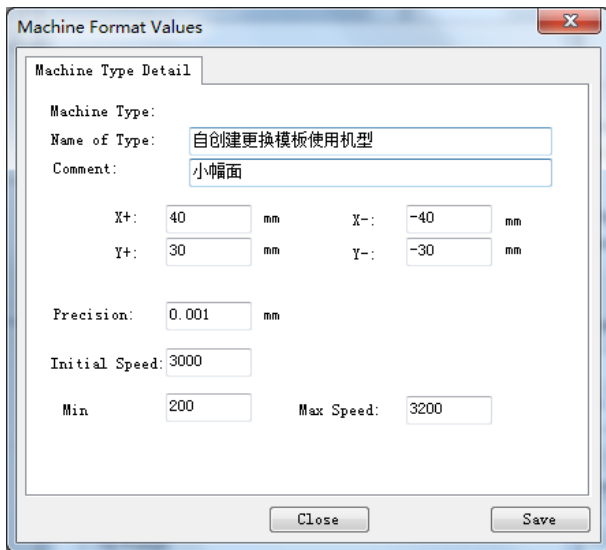 Machine Format Values
Machine Type Detail
Machine Type:
Name of Type: 自创建更换模板使用机型
Comment: 小幅面
X+: 40 mm X-: -40 mm
Y+: 30 mm Y-: -30 mm
Precision: 0.001 mm
Initial Speed: 3000
Min 200 Max Speed: 3200
Close Save